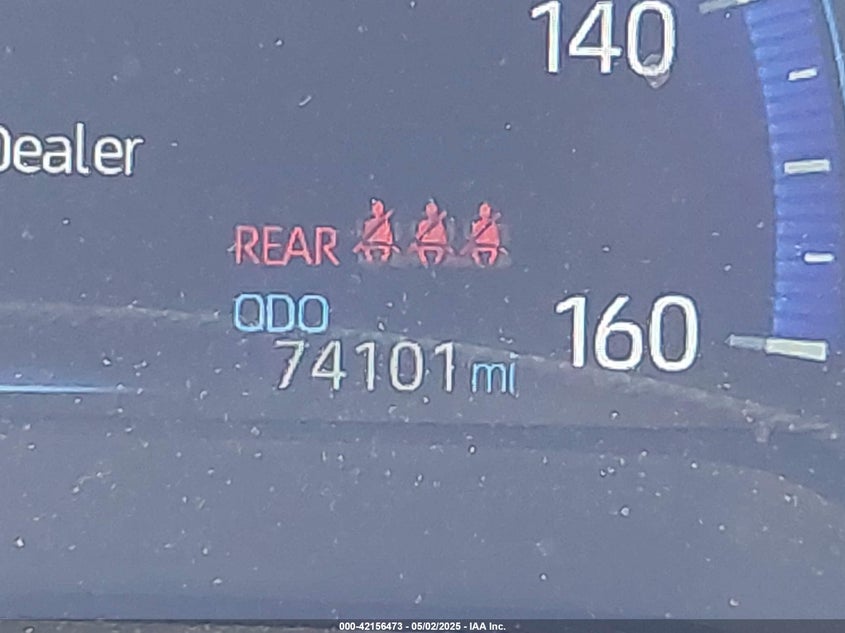 140
Dealer
REAR
ODO
160
74101 mi
000-42156473 - 05/02/2025 - IAA Inc.